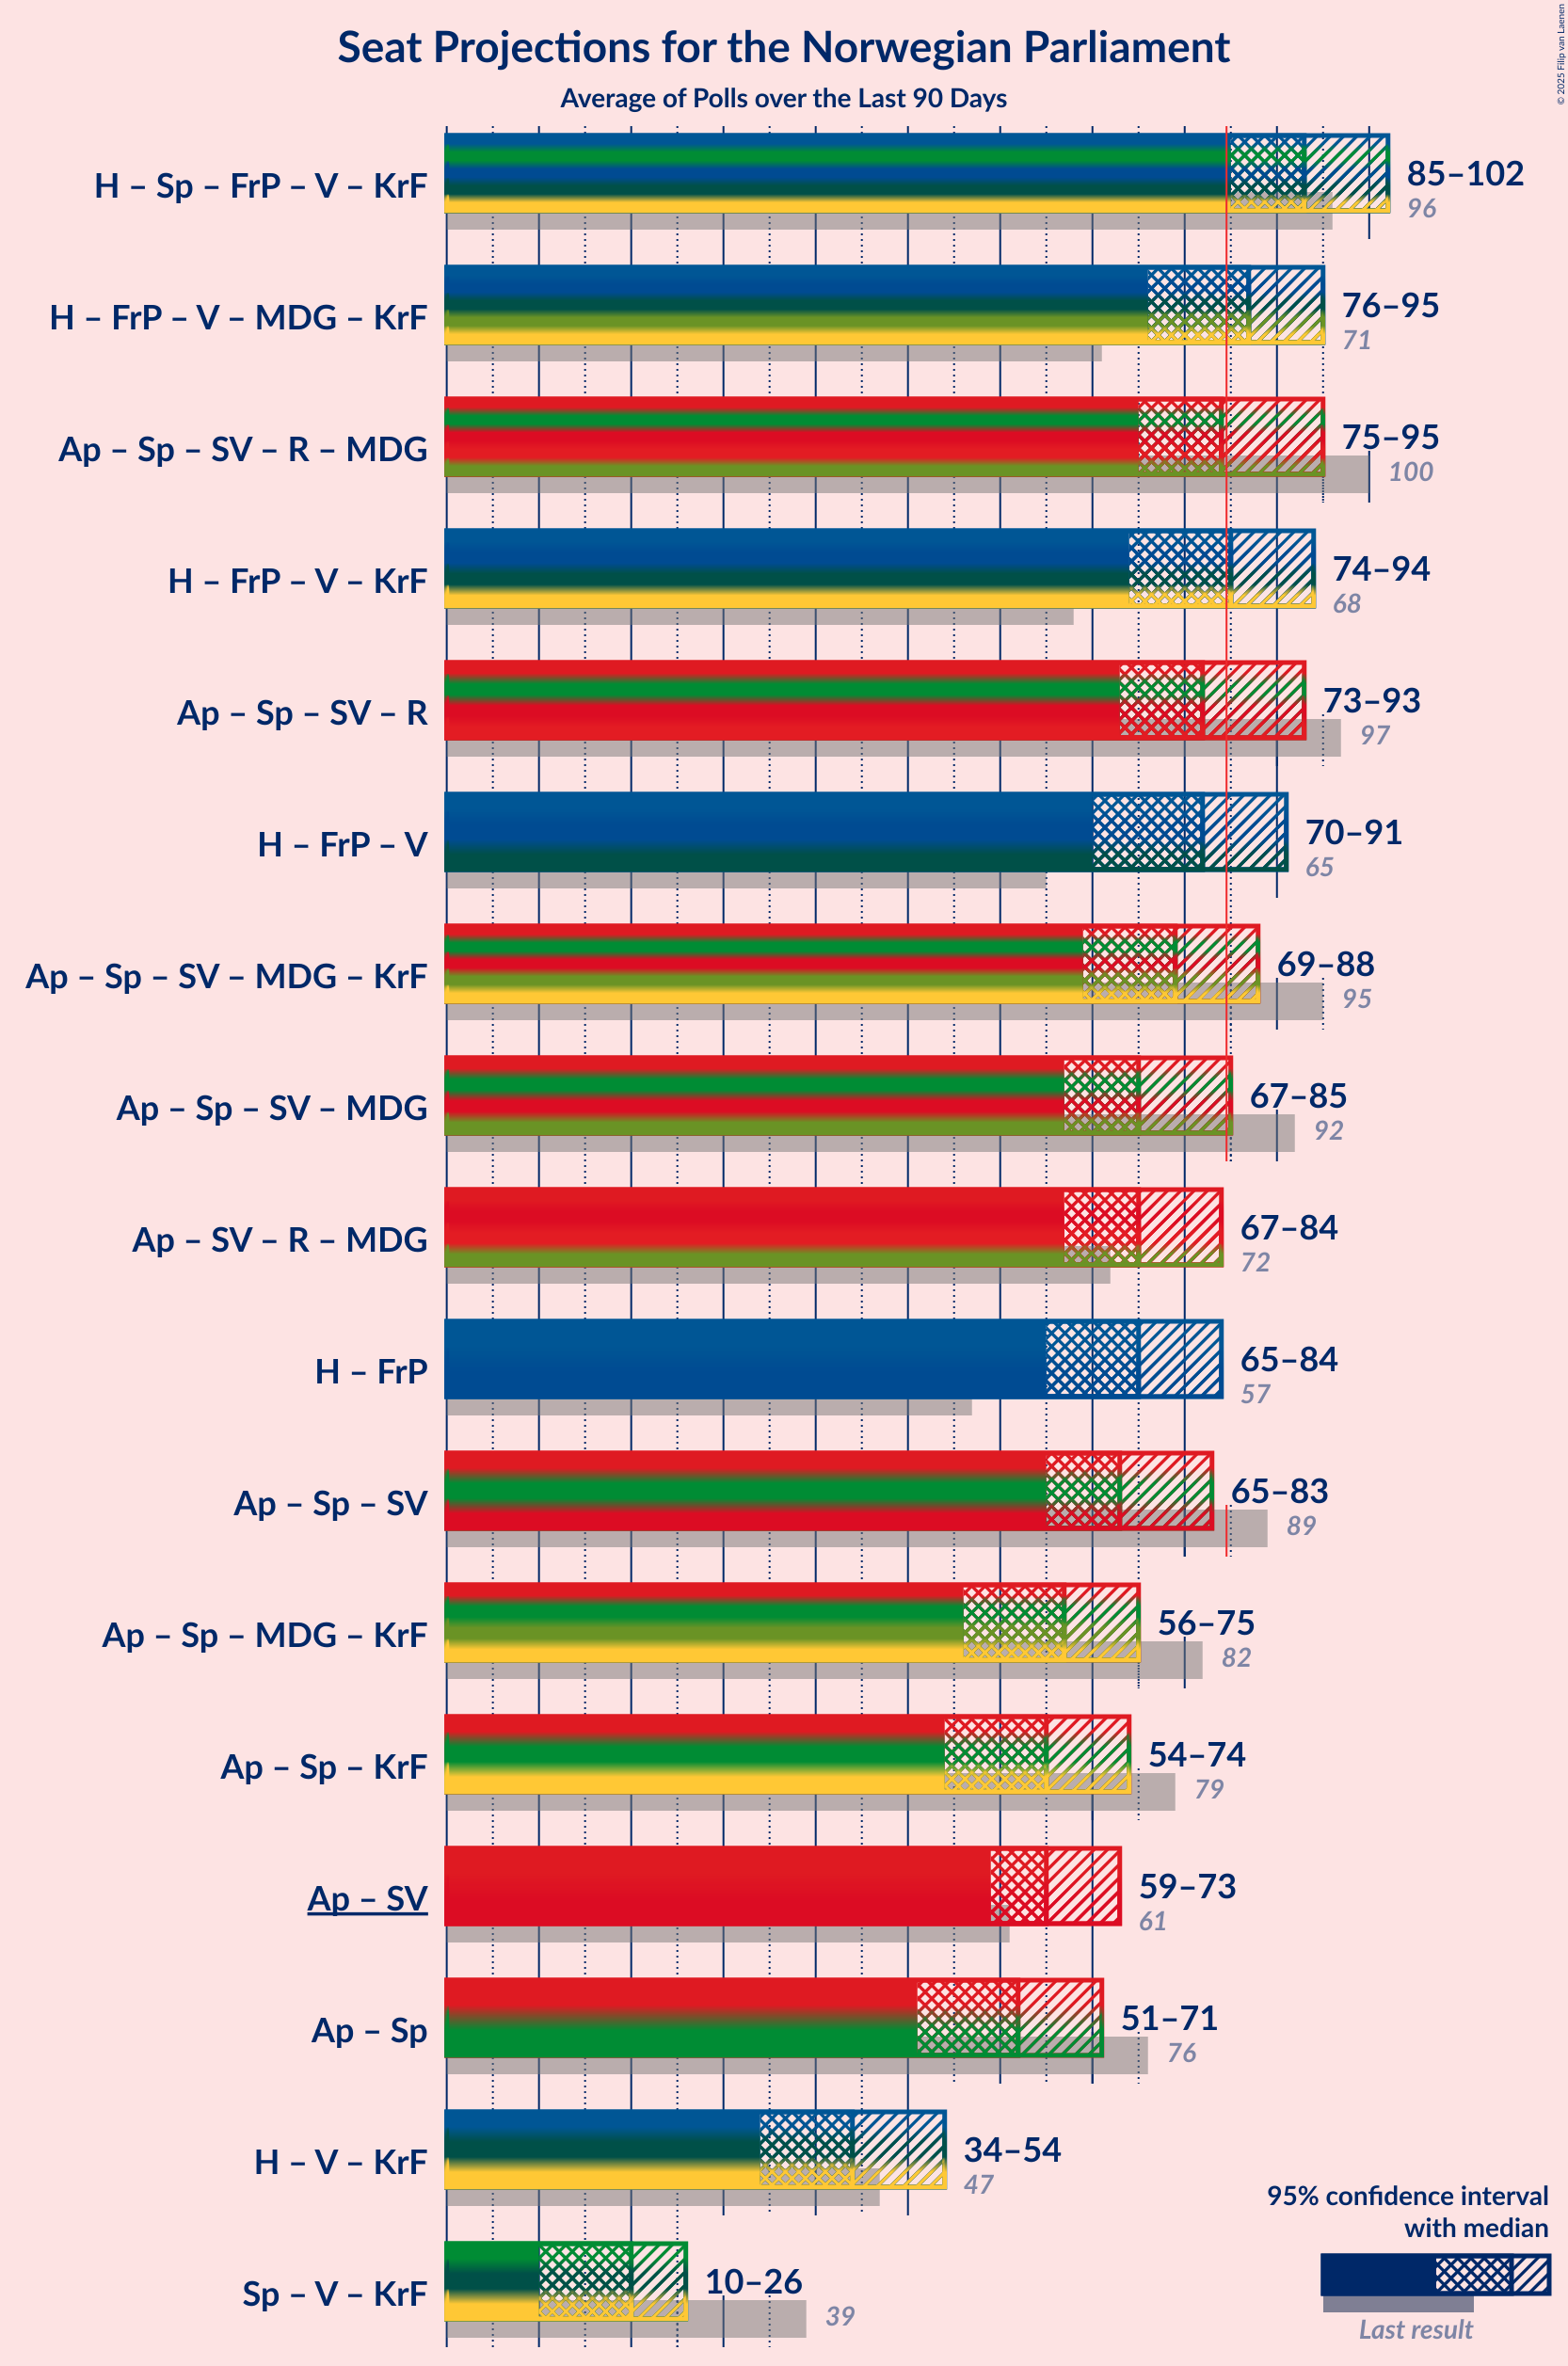 Seat Projections for the Norwegian Parliament
Average of Polls over the Last 90 Days
© 2025 Filip van Laenen
H – Sp – FrP – V – KrF
85–102
96
H – FrP – V – MDG – KrF
76–95
71
Ap – Sp – SV – R – MDG
75–95
100
H – FrP – V – KrF
74–94
68
Ap – Sp – SV – R
73–93
97
H – FrP – V
70–91
65
Ap – Sp – SV – MDG – KrF
69–88
95
Ap – Sp – SV – MDG
67–85
92
Ap – SV – R – MDG
67–84
72
H – FrP
65–84
57
Ap – Sp – SV
65–83
89
Ap – Sp – MDG – KrF
56–75
82
Ap – Sp – KrF
54–74
79
Ap – SV
59–73
61
Ap – Sp
51–71
76
H – V – KrF
34–54
47
Sp – V – KrF
10–26
39
95% confidence interval
with median
Last result